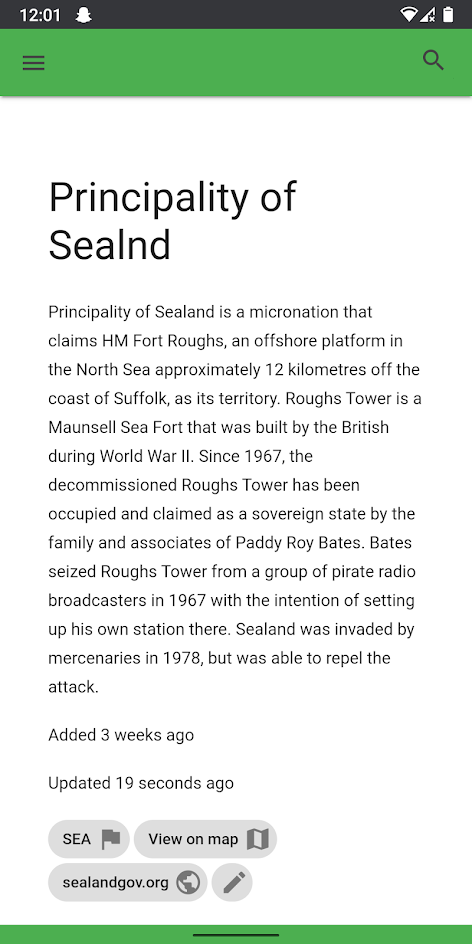 12:01
Principality of
Sealnd
Principality of Sealand is a micronation that
claims HM Fort Roughs, an offshore platform in
the North Sea approximately 12 kilometres off the
coast of Suffolk, as its territory. Roughs Tower is a
Maunsell Sea Fort that was built by the British
during World War II. Since 1967, the
decommissioned Roughs Tower has been
occupied and claimed as a sovereign state by the
family and associates of Paddy Roy Bates. Bates
seized Roughs Tower from a group of pirate radio
broadcasters in 1967 with the intention of setting
up his own station there. Sealand was invaded by
mercenaries in 1978, but was able to repel the
attack.
Added 3 weeks ago
Updated 19 seconds ago
SEA View on map
sealandgov.org